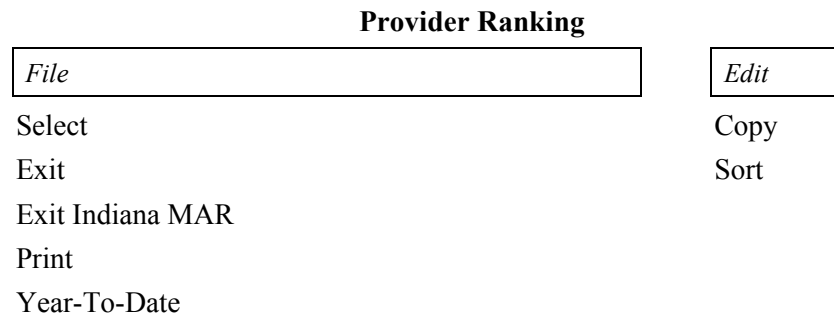 Provider Ranking
File Edit
Select Copy
Exit Sort
Exit Indiana MAR
Print
Year-To-Date